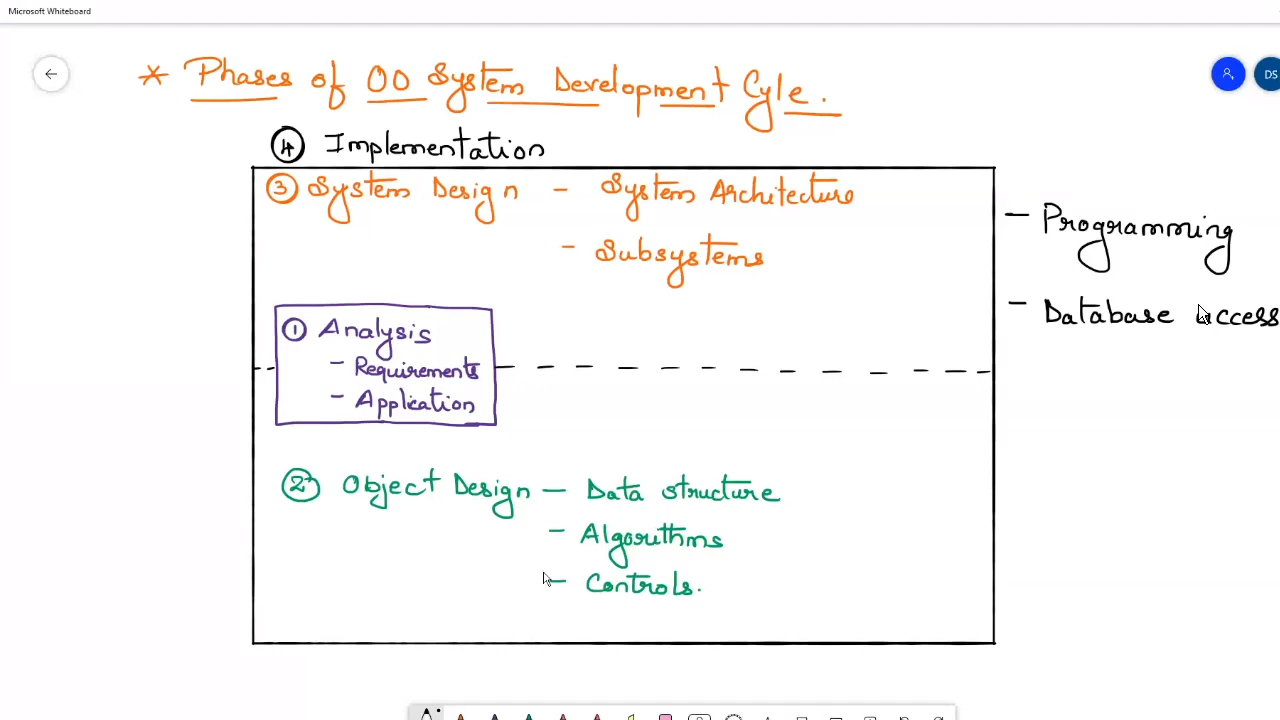 Microsoft Whiteboard
DS
* Phases of OO System Development Cyle.
④ Implementation
③ System Design - System Architecture
- Subsystems
- Programming
- Database access
① Analysis
- Requirements
- Application
② Object Design - Data structure
- Algorithms
- Controls.